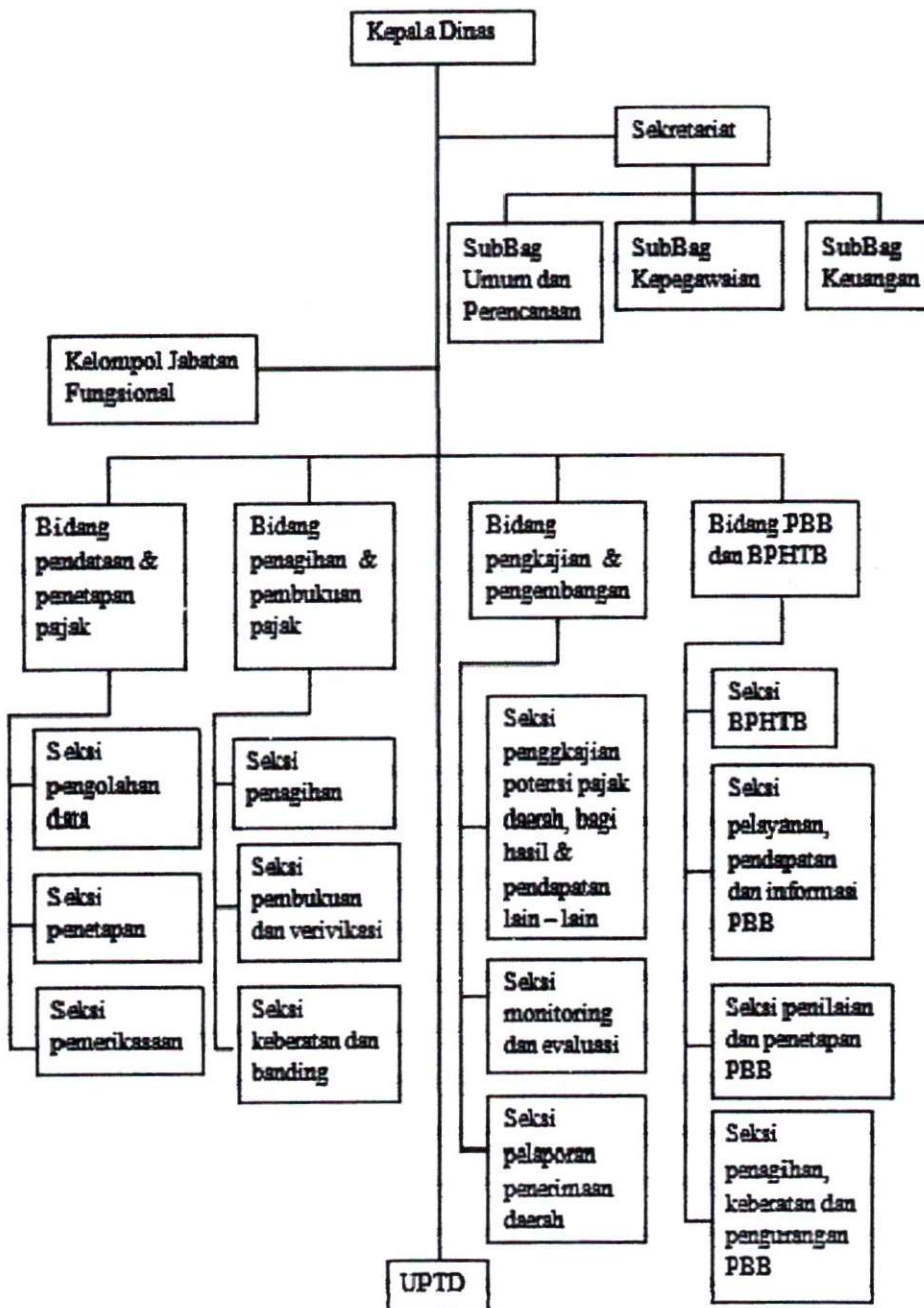 Kepala Dinas
Sekretariat
SubBag
Umum dan
Perencanaan
SubBag
Kepegawaian
SubBag
Keuangan
Kelompol Jabatan
Fungsional
Bidang
pendataan &
penetapan
pajak
Bidang
penagihan &
pembukuan
pajak
Bidang
pengkajian &
pengembangan
Bidang PBB
dan BPHTB
Seksi
pengolahan
data
Seksi
penetapan
Seksi
pemerikasaan
Seksi
penagihan
Seksi
pembukuan
dan verivikasi
Seksi
keberatan dan
banding
Seksi
penggkajian
potensi pajak
daerah, bagi
hasil &
pendapatan
lain – lain
Seksi
monitoring
dan evaluasi
Seksi
pelaporan
penerimaan
daerah
Seksi
BPHTB
Seksi
pelayanan,
pendapatan
dan informasi
PBB
Seksi penilaian
dan penetapan
PBB
Seksi
penagihan,
keberatan dan
pengurangan
PBB
UPTD